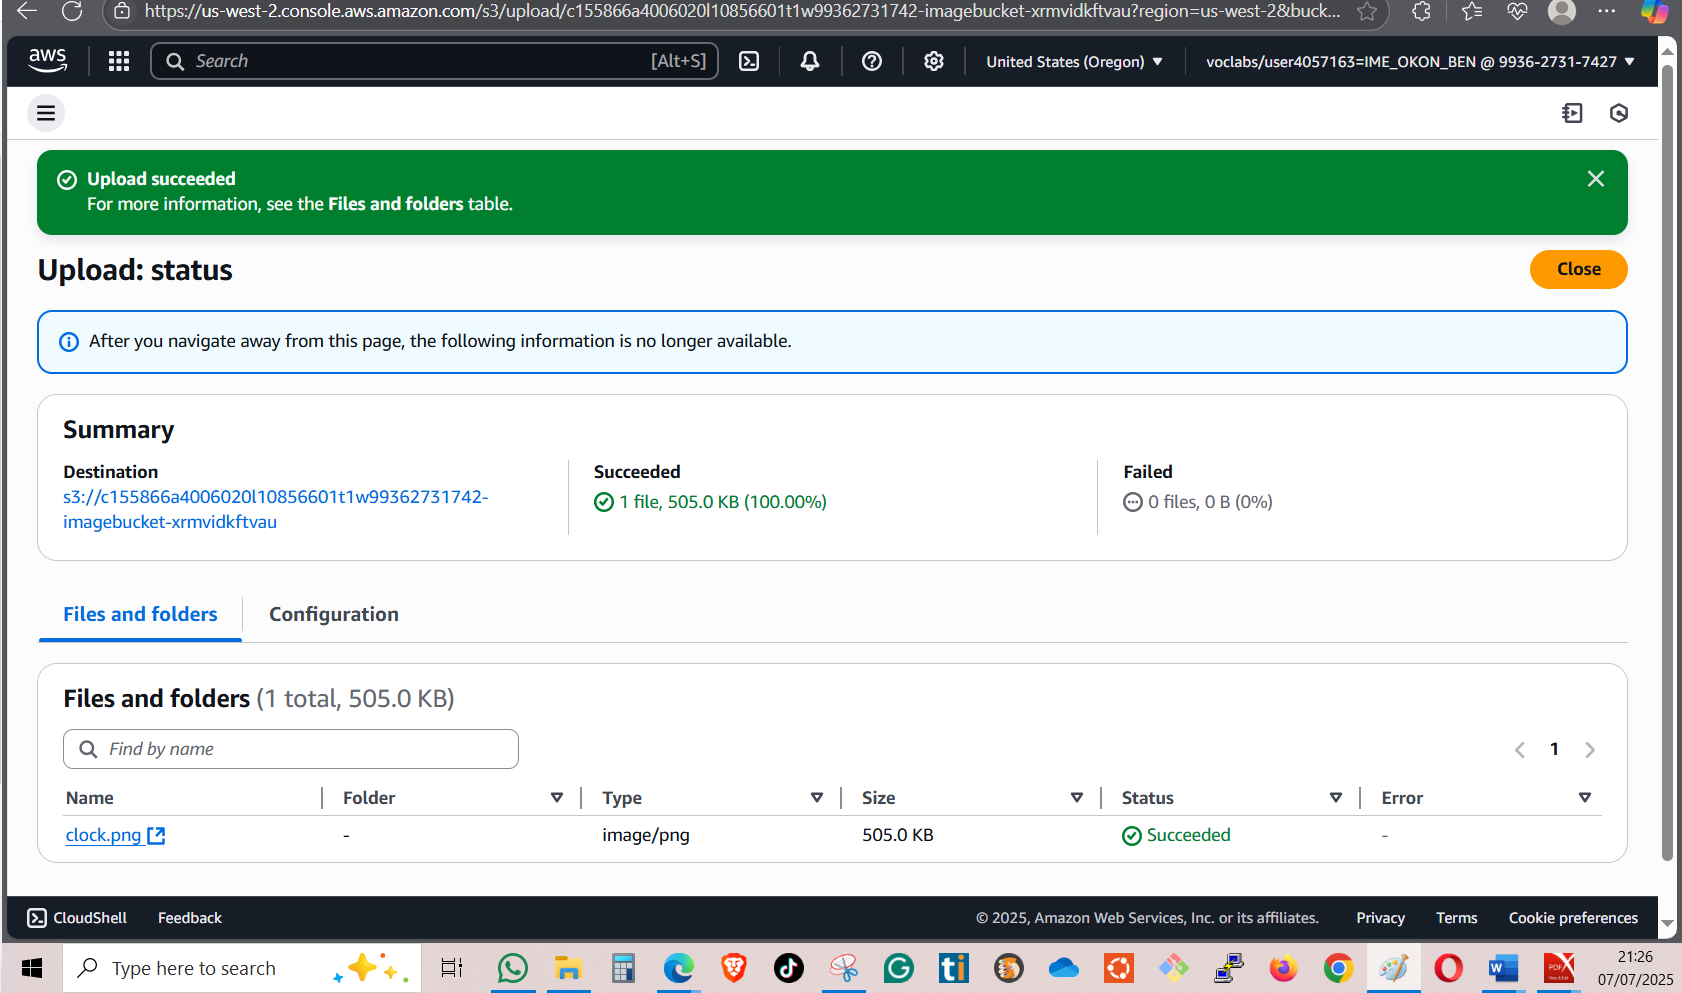 https://us-west-2.console.aws.amazon.com/s3/upload/c155866a4006020l10856601t1w99362731742-imagebucket-xrmvidkftvau?region=us-west-2&buck...
aws
Search [Alt+S]
United States (Oregon)
voclabs/user4057163=IME_OKON_BEN @ 9936-2731-7427
Upload succeeded
For more information, see the Files and folders table.
Upload: status
Close
After you navigate away from this page, the following information is no longer available.
Summary
Destination
s3://c155866a4006020l10856601t1w99362731742-
imagebucket-xrmvidkftvau
Succeeded
1 file, 505.0 KB (100.00%)
Failed
0 files, 0 B (0%)
Files and folders
Configuration
Files and folders (1 total, 505.0 KB)
Find by name
1
Name Folder Type Size Status Error
clock.png - image/png 505.0 KB Succeeded -
CloudShell Feedback © 2025, Amazon Web Services, Inc. or its affiliates. Privacy Terms Cookie preferences
Type here to search
21:26
07/07/2025